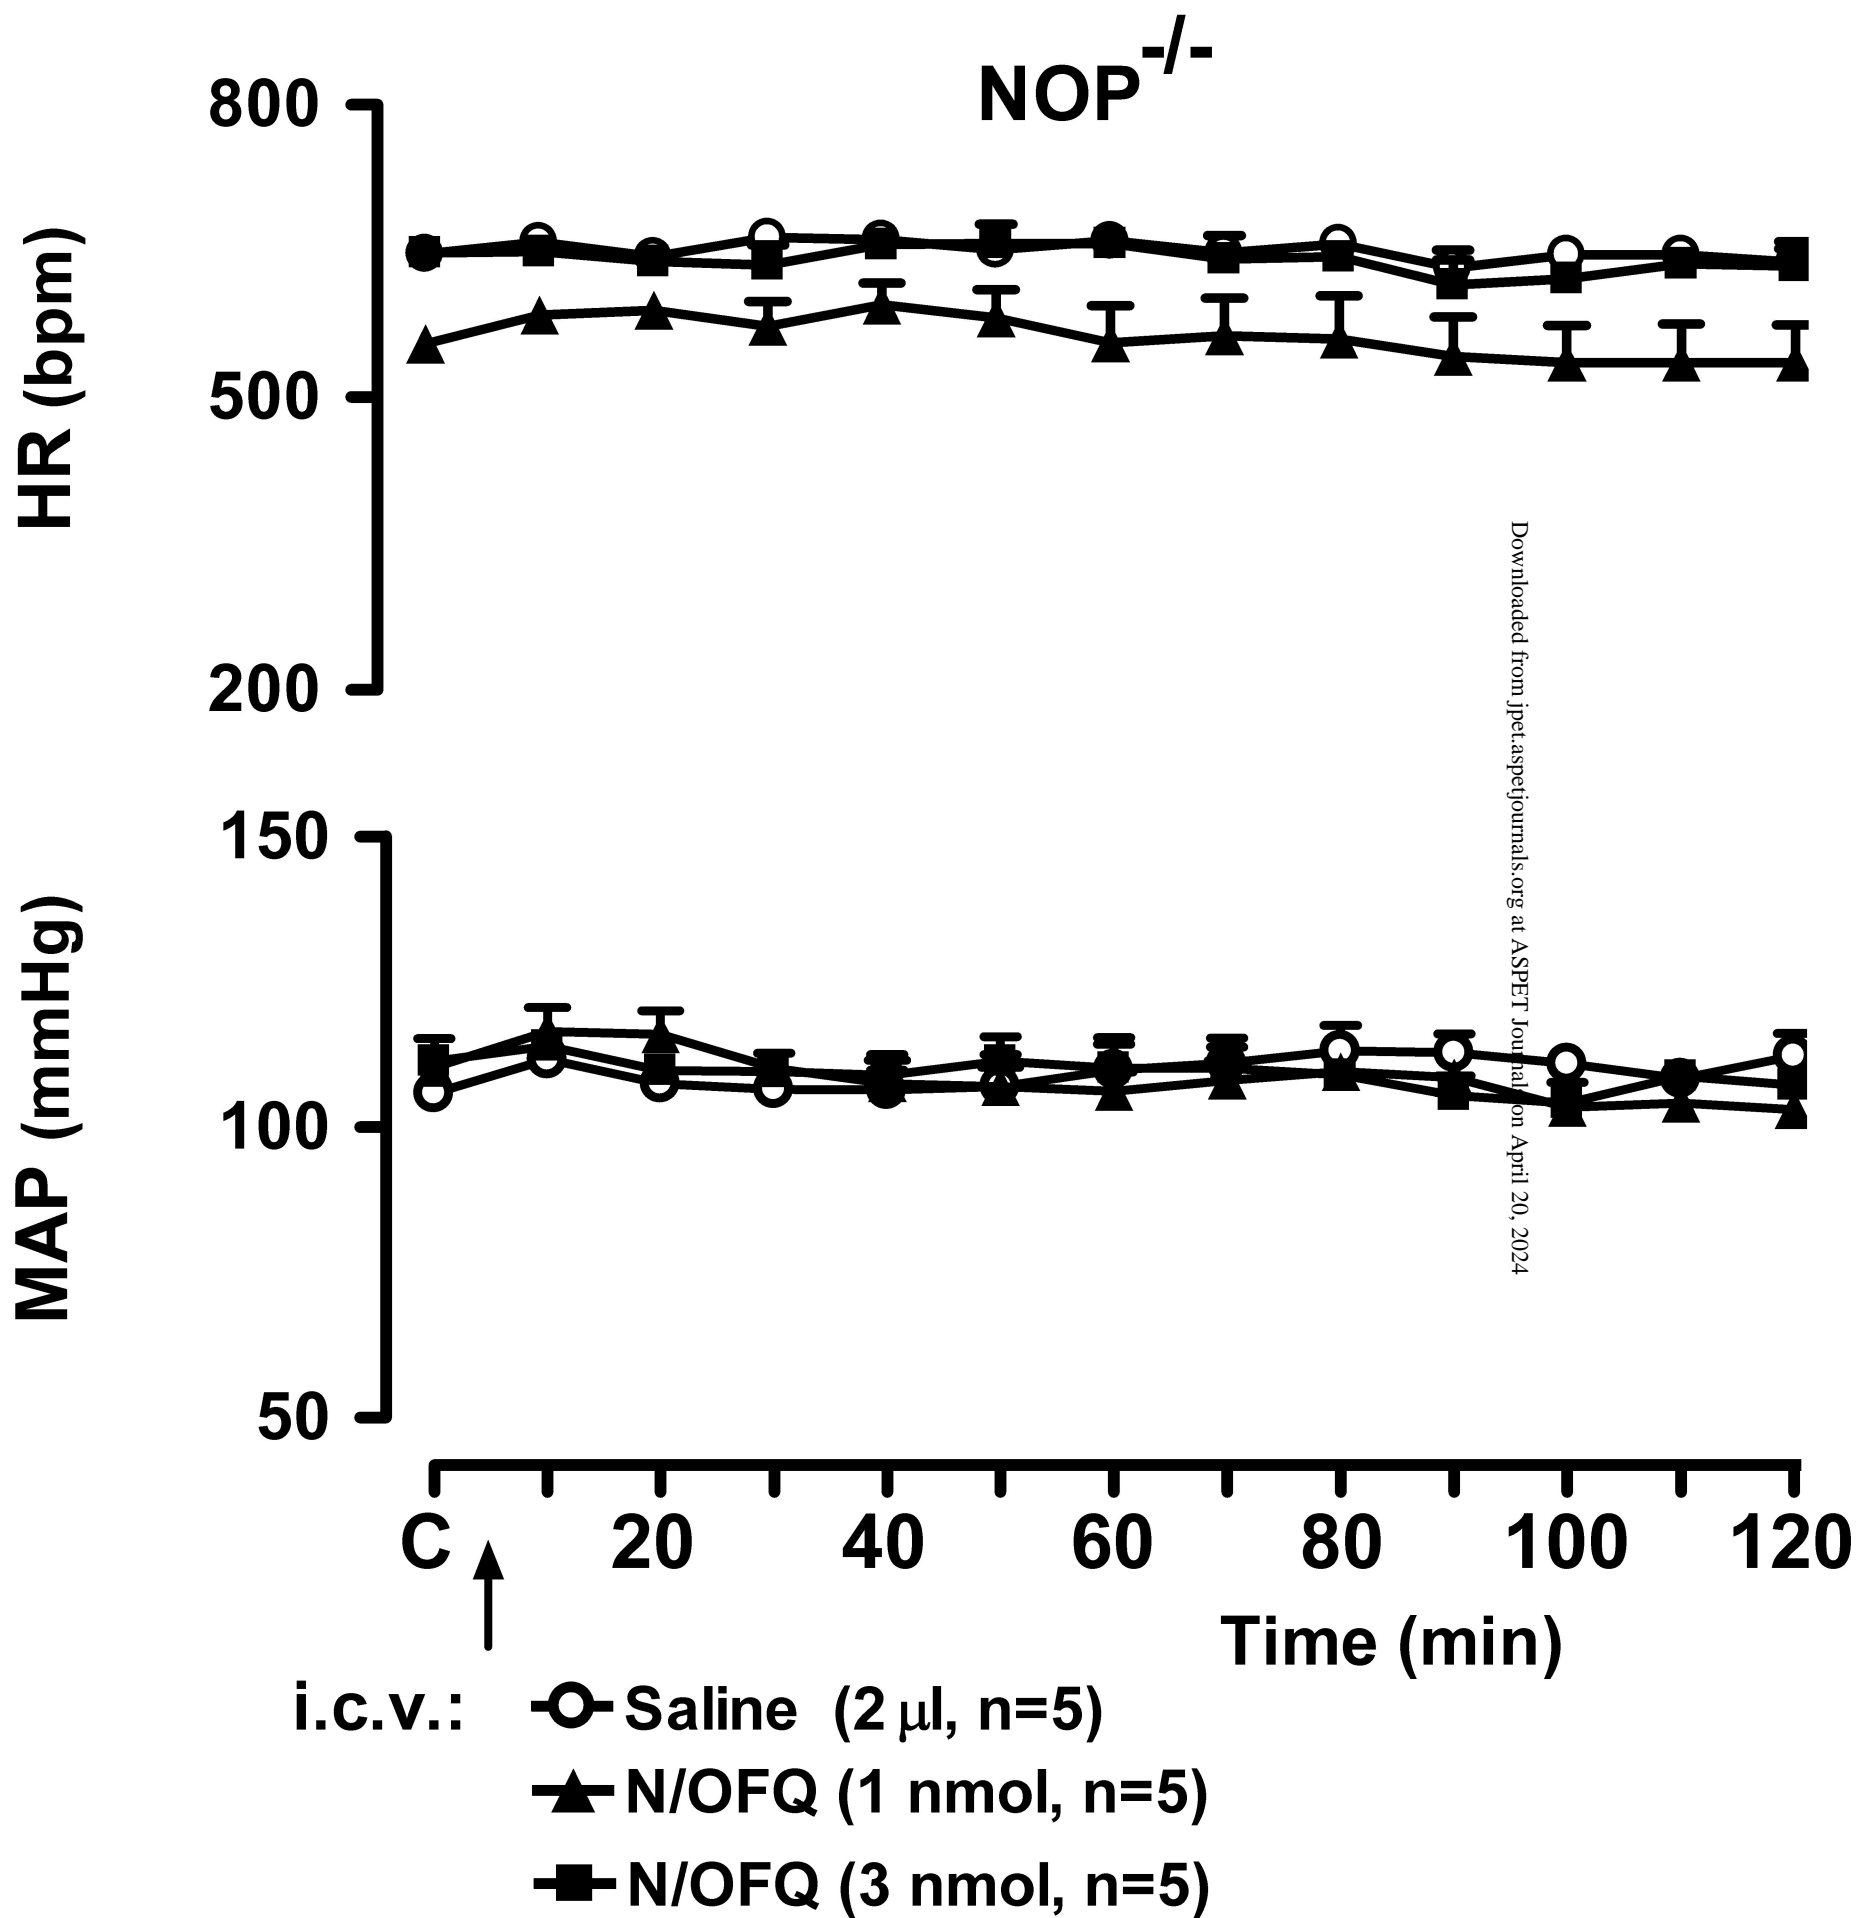 NOP-/-
800
500
200
HR (bpm)
150
100
50
MAP (mmHg)
Downloaded from jpet.aspetjournals.org at ASPET Journals on April 20, 2024
C 20 40 60 80 100 120
Time (min)
i.c.v.: Saline (2 µl, n=5)
N/OFQ (1 nmol, n=5)
N/OFQ (3 nmol, n=5)